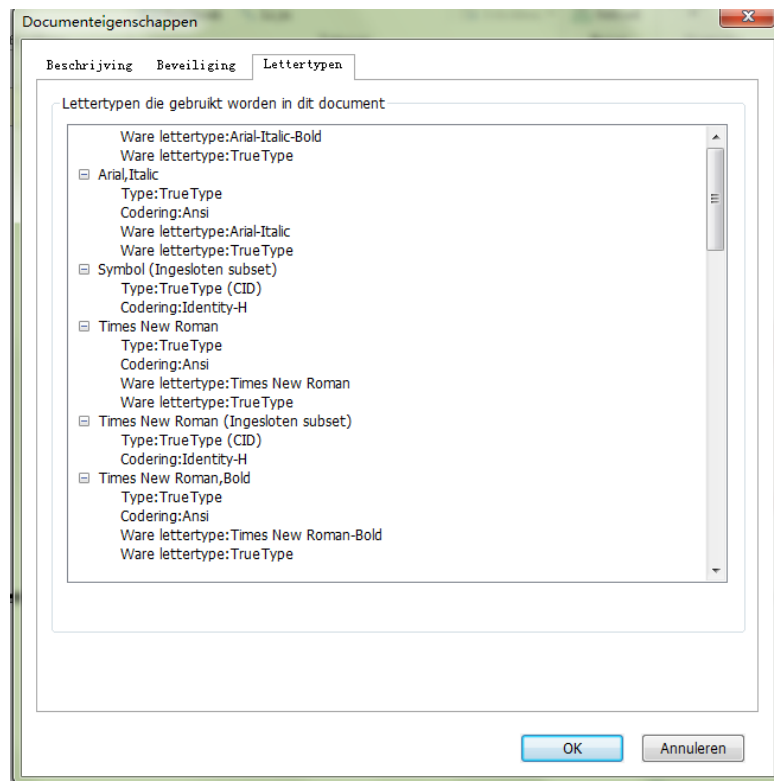 Documenteigenschappen
Beschrijving Beveiliging Lettertypen
Lettertypen die gebruikt worden in dit document
Ware lettertype:Arial-Italic-Bold
Ware lettertype:TrueType
Arial,Italic
Type:TrueType
Codering:Ansi
Ware lettertype:Arial-Italic
Ware lettertype:TrueType
Symbol (Ingesloten subset)
Type:TrueType (CID)
Codering:Identity-H
Times New Roman
Type:TrueType
Codering:Ansi
Ware lettertype:Times New Roman
Ware lettertype:TrueType
Times New Roman (Ingesloten subset)
Type:TrueType (CID)
Codering:Identity-H
Times New Roman,Bold
Type:TrueType
Codering:Ansi
Ware lettertype:Times New Roman-Bold
Ware lettertype:TrueType
OK Annuleren